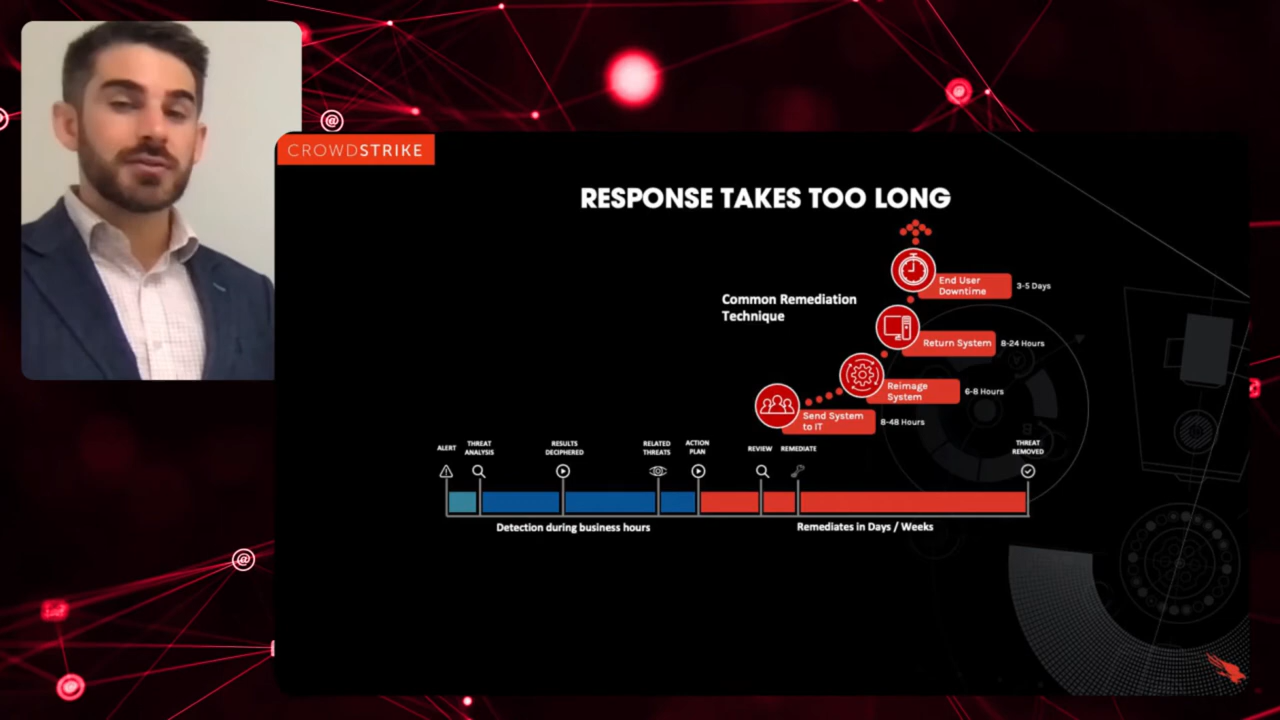 CROWDSTRIKE
RESPONSE TAKES TOO LONG
End User
Downtime
3-5 Days
Common Remediation
Technique
Return System
8-24 Hours
Reimage
System
6-8 Hours
Send System
to IT
8-48 Hours
ALERT
THREAT
ANALYSIS
RESULTS
DECIPHERED
RELATED
THREATS
ACTION
PLAN
REVIEW
REMEDIATE
THREAT
REMOVED
Detection during business hours
Remediates in Days / Weeks